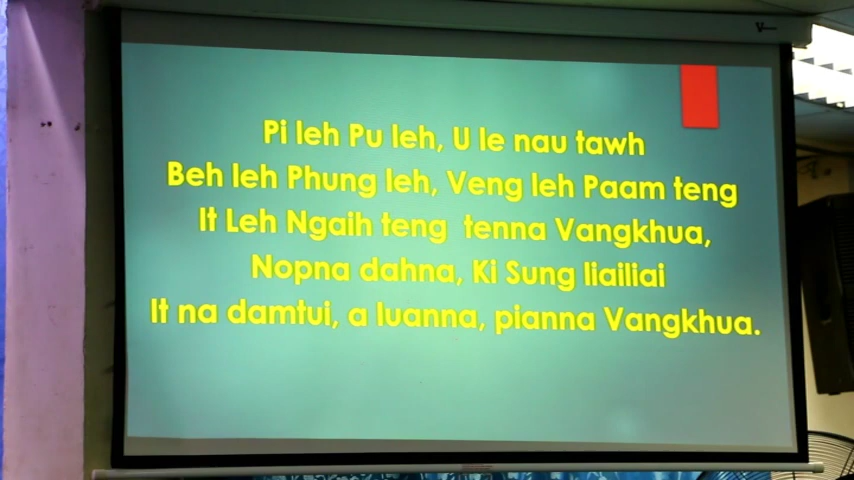 Pi leh Pu leh, U le nau tawh
Beh leh Phung leh, Veng leh Paam teng
It Leh Ngaih teng tenna Vangkhua,
Nopna dahna, Ki Sung liailiai
It na damtui, a luanna, pianna Vangkhua.